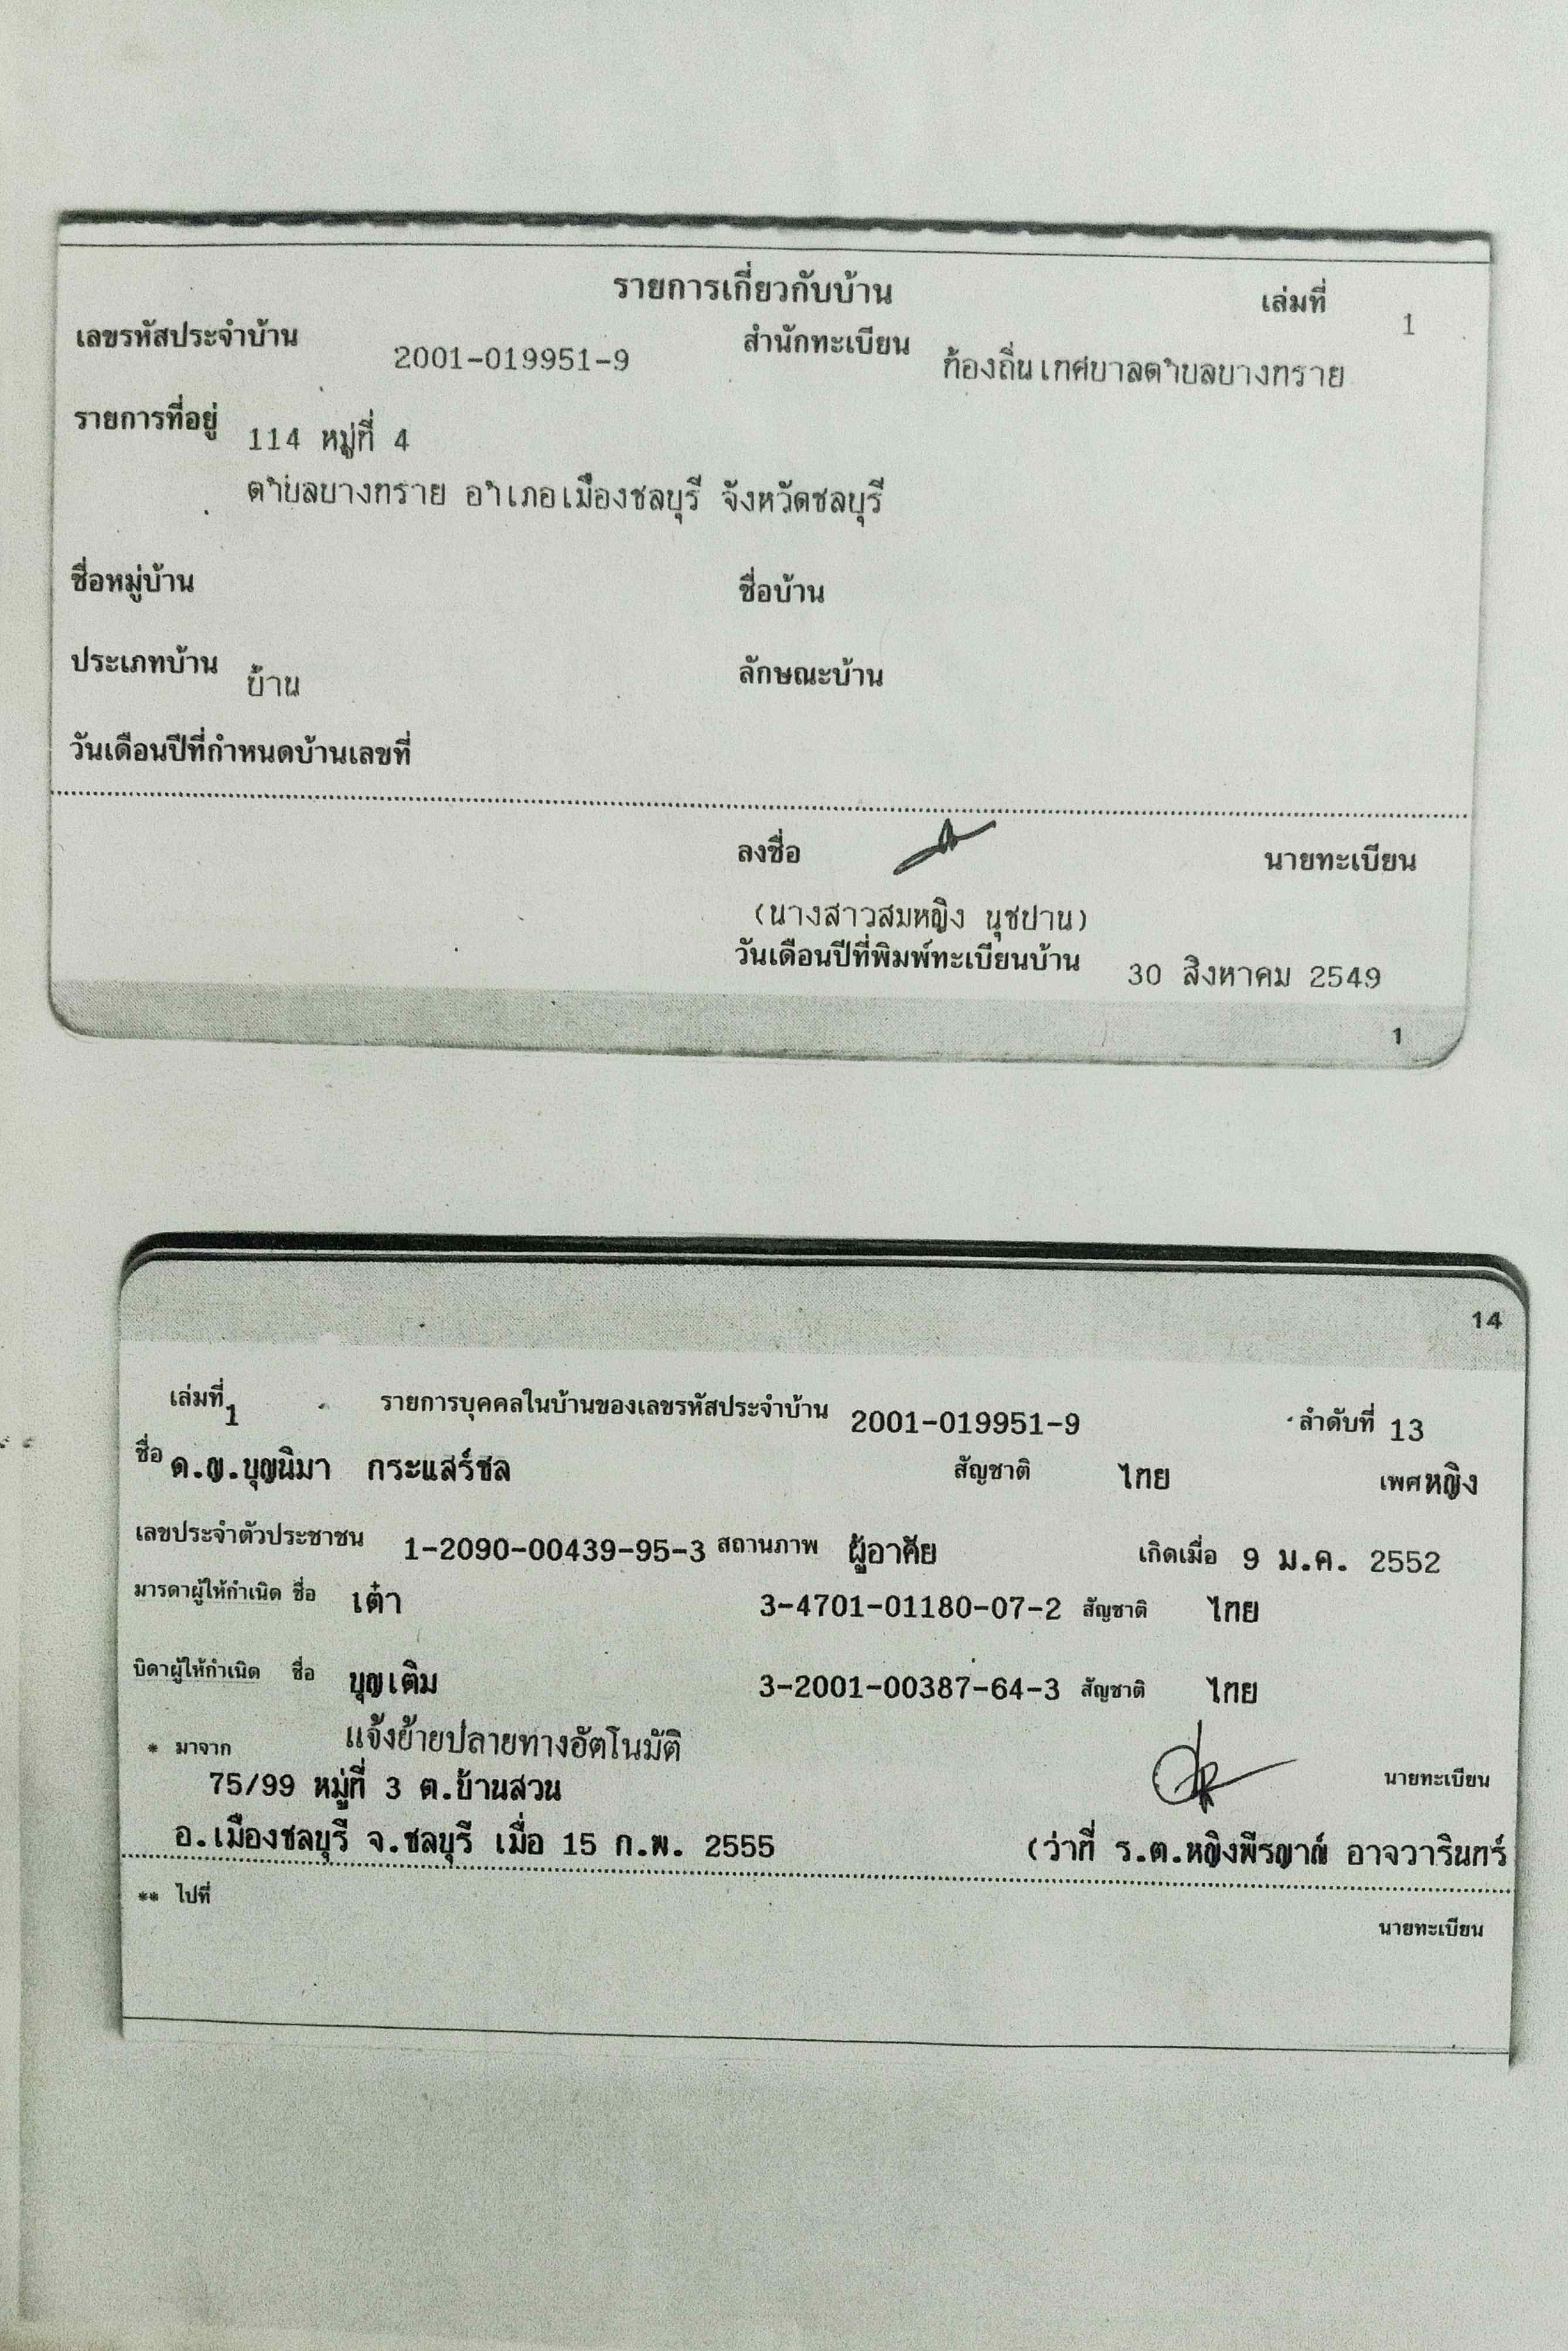 รายการเกี่ยวกับบ้าน เล่มที่ 1
เลขรหัสประจำบ้าน 2001-019951-9 สำนักทะเบียน ท้องถิ่นเทศบาลตำบลบางทราย
รายการที่อยู่ 114 หมู่ที่ 4
ตำบลบางทราย อำเภอเมืองชลบุรี จังหวัดชลบุรี
ชื่อหมู่บ้าน ชื่อบ้าน
ประเภทบ้าน บ้าน ลักษณะบ้าน
วันเดือนปีที่กำหนดบ้านเลขที่
ลงชื่อ นายทะเบียน
(นางสาวสมหญิง นุชปาน)
วันเดือนปีที่พิมพ์ทะเบียนบ้าน 30 สิงหาคม 2549
1
14
เล่มที่ 1 รายการบุคคลในบ้านของเลขรหัสประจำบ้าน 2001-019951-9 ลำดับที่ 13
ชื่อ ด.ญ.บุญนิมา กระแสร์ชล สัญชาติ ไทย เพศ หญิง
เลขประจำตัวประชาชน 1-2090-00439-95-3 สถานภาพ ผู้อาศัย เกิดเมื่อ 9 ม.ค. 2552
มารดาผู้ให้กำเนิด ชื่อ เต๋า 3-4701-01180-07-2 สัญชาติ ไทย
บิดาผู้ให้กำเนิด ชื่อ บุญเติม 3-2001-00387-64-3 สัญชาติ ไทย
* มาจาก แจ้งย้ายปลายทางอัตโนมัติ
75/99 หมู่ที่ 3 ต.บ้านสวน นายทะเบียน
อ.เมืองชลบุรี จ.ชลบุรี เมื่อ 15 ก.พ. 2555 (ว่าที่ ร.ต.หญิงพีรญาณ์ อาจวารินทร์
** ไปที่
นายทะเบียน